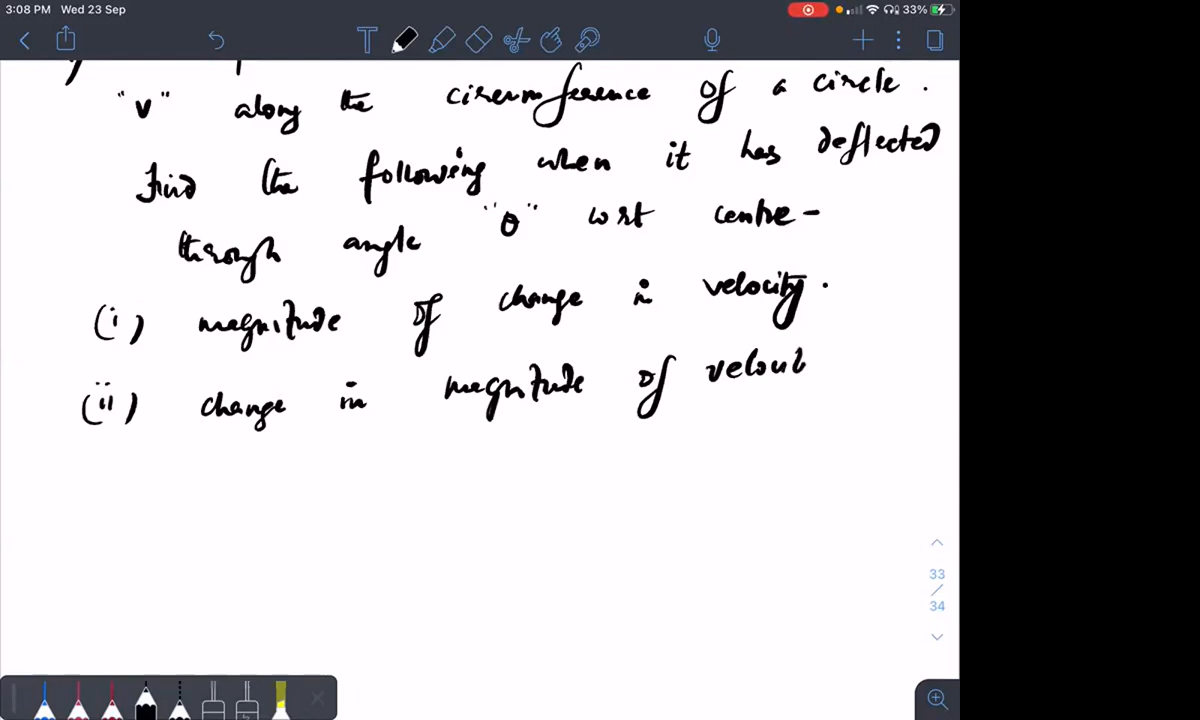 3:08 PM Wed 23 Sep 33%
"v" along the circumference of a circle.
Find the following when it has deflected
through angle "θ" wrt centre-
(i) magnitude of change in velocity.
(ii) change in magnitude of velocit
33
/
34